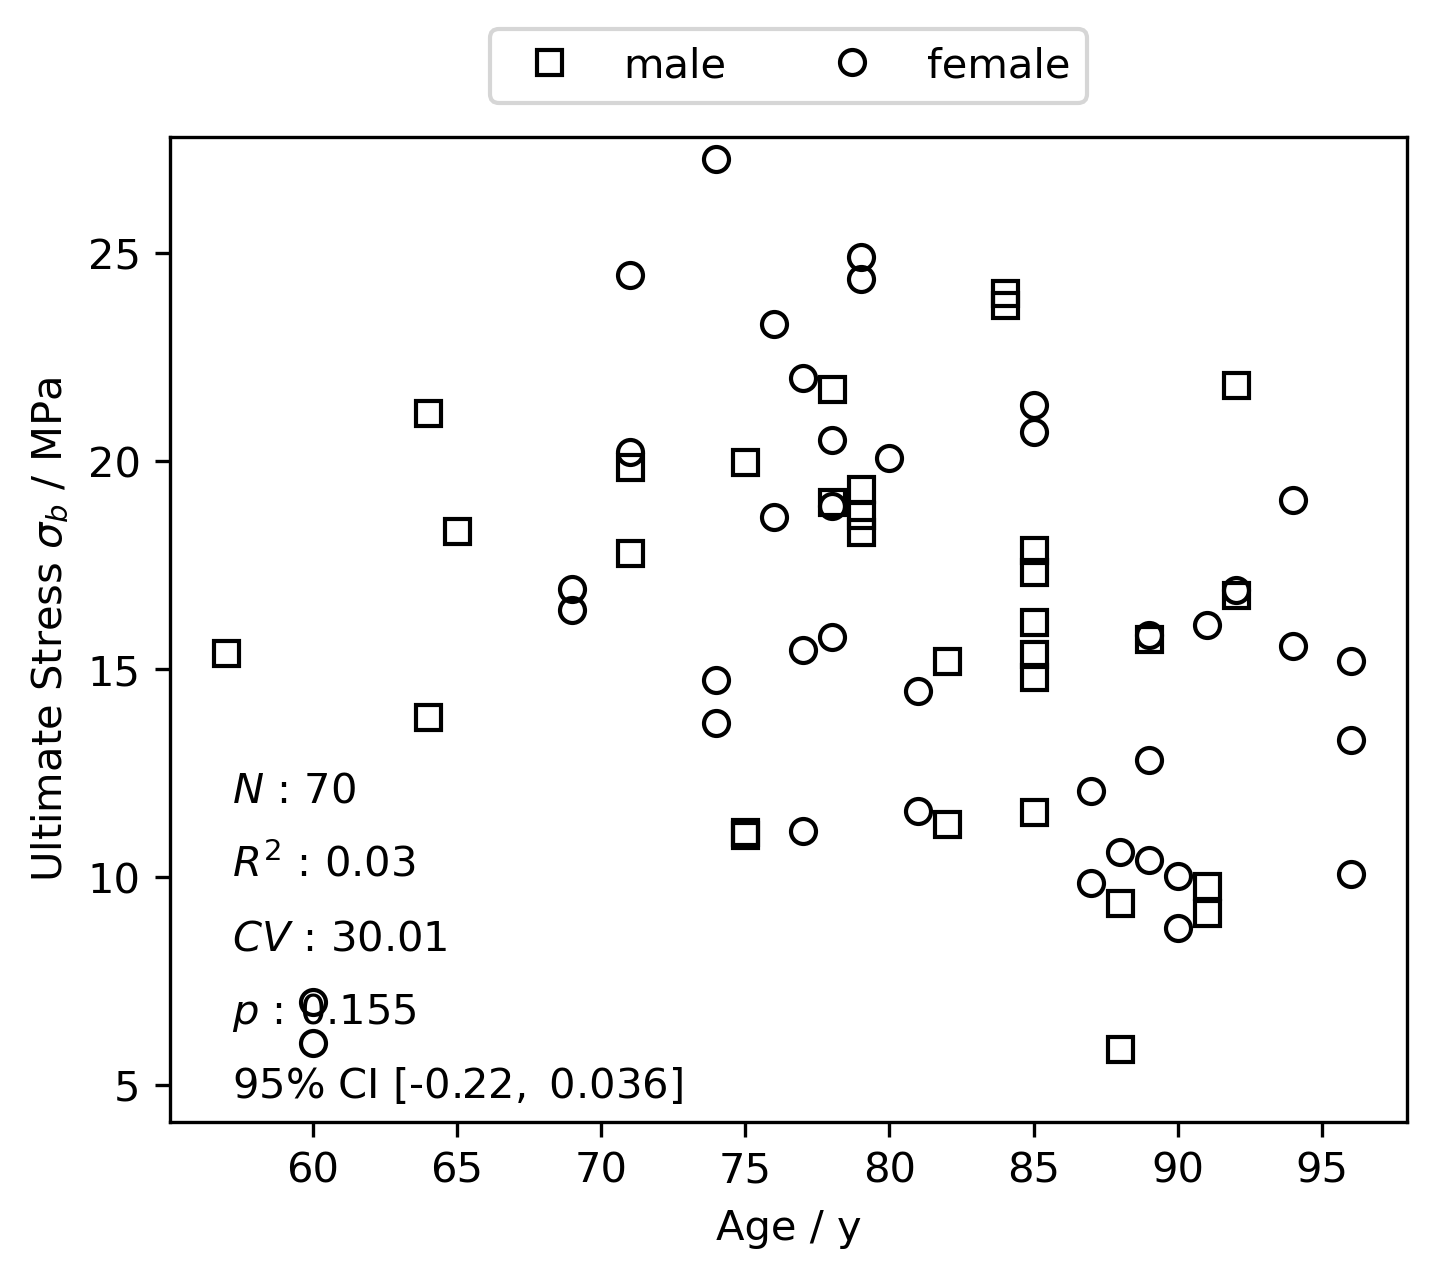 male female
25
20
15
10
5
Ultimate Stress σ_b / MPa
N : 70
R² : 0.03
CV : 30.01
p : 0.155
95% CI [-0.22, 0.036]
60 65 70 75 80 85 90 95
Age / y